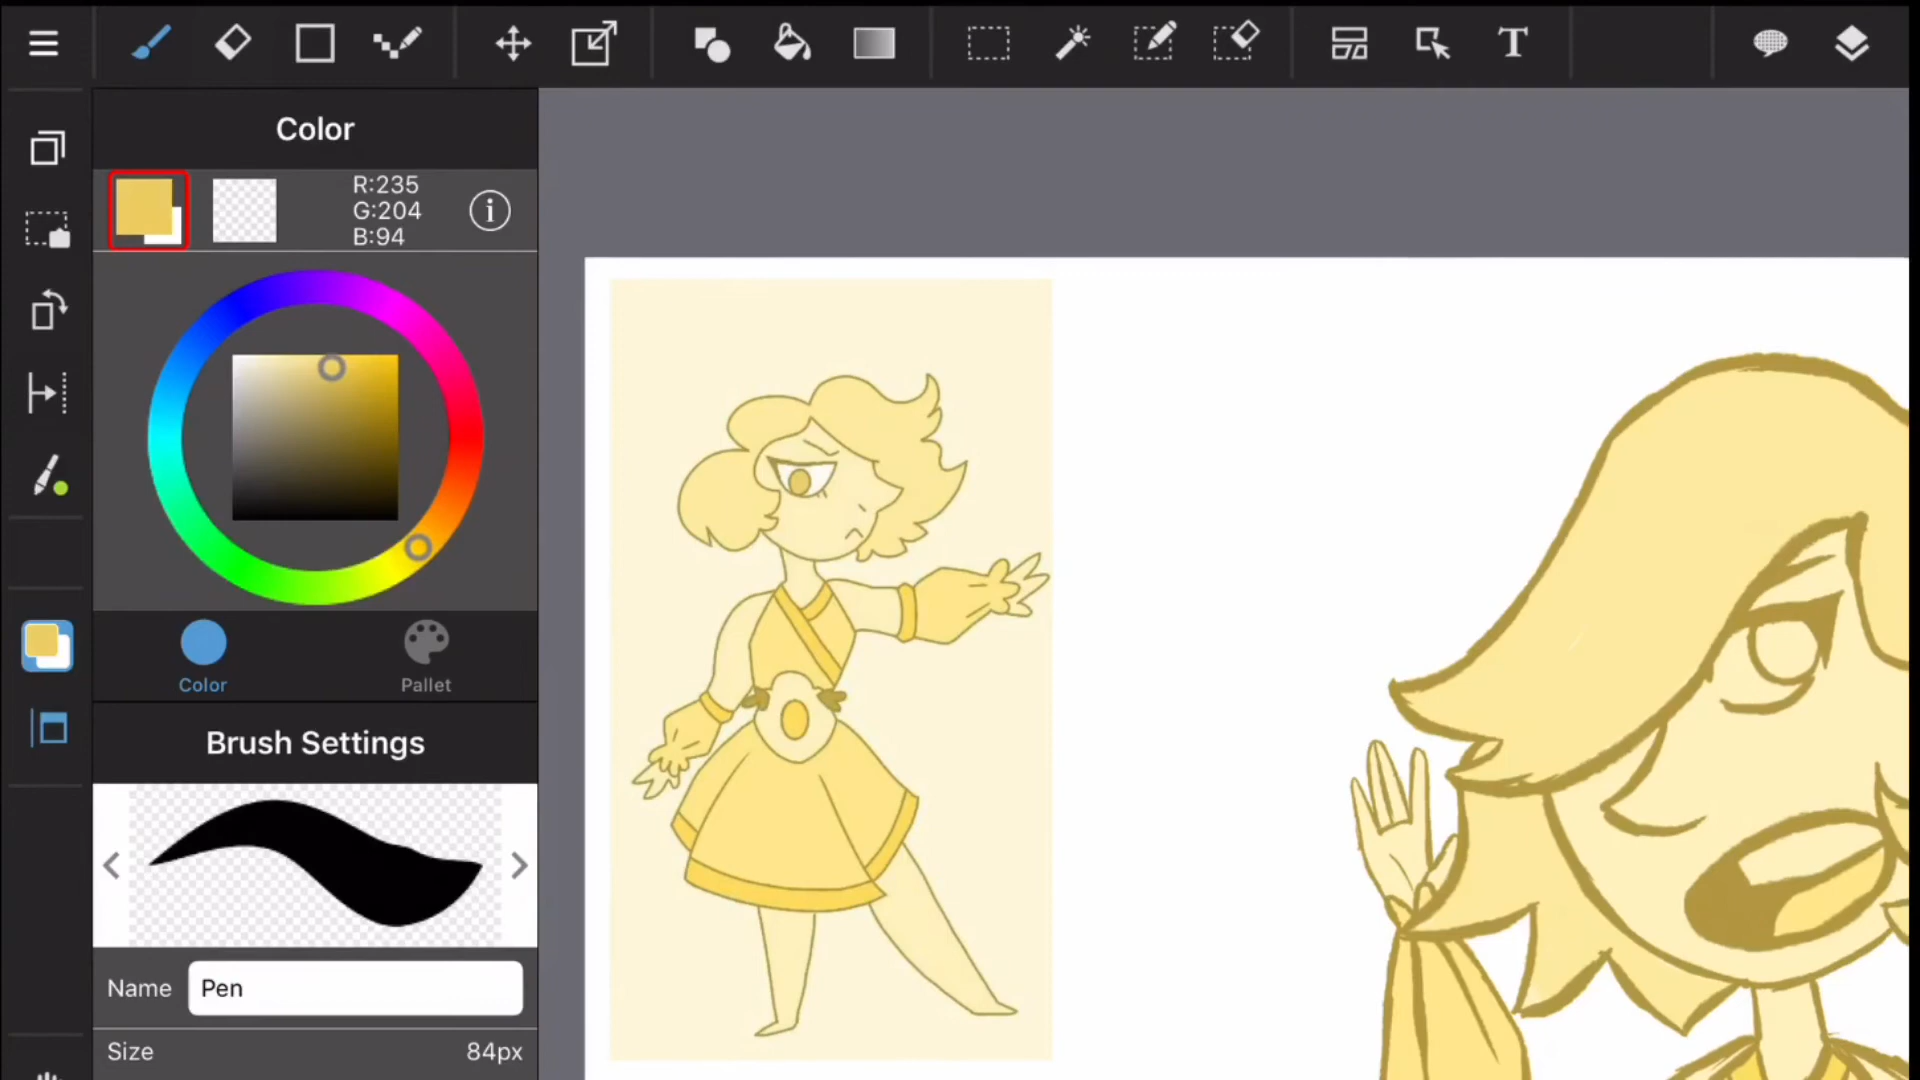 Color
R:235
G:204
B:94
Color
Pallet
Brush Settings
Name
Pen
Size
84px